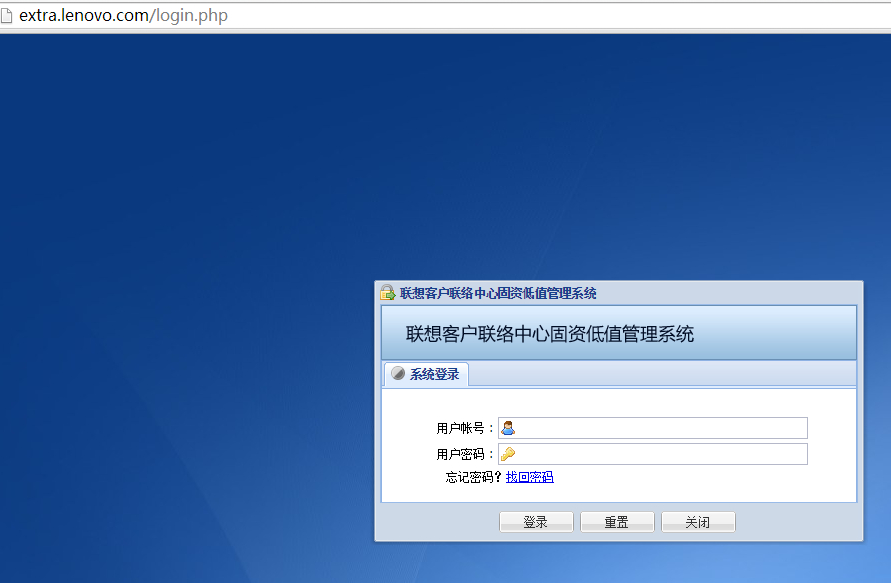 extra.lenovo.com/login.php
联想客户联络中心固资低值管理系统
联想客户联络中心固资低值管理系统
系统登录
用户帐号：
用户密码：
忘记密码? 找回密码
登录 重置 关闭